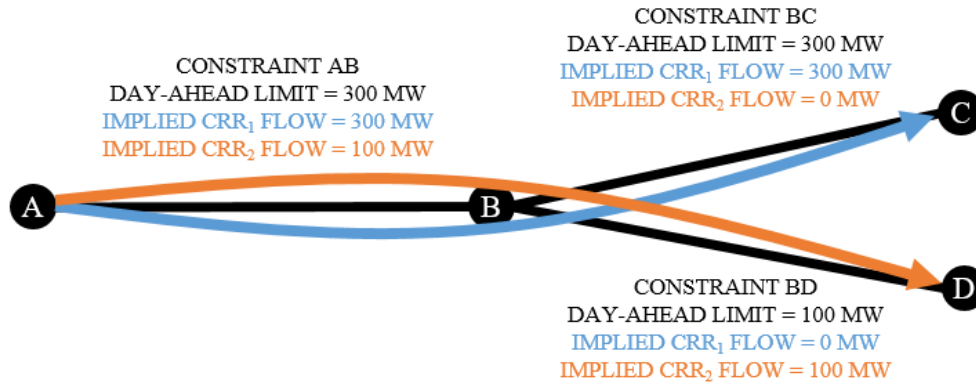 CONSTRAINT AB
DAY-AHEAD LIMIT = 300 MW
IMPLIED CRR₁ FLOW = 300 MW
IMPLIED CRR₂ FLOW = 100 MW
CONSTRAINT BC
DAY-AHEAD LIMIT = 300 MW
IMPLIED CRR₁ FLOW = 300 MW
IMPLIED CRR₂ FLOW = 0 MW
A
B
C
D
CONSTRAINT BD
DAY-AHEAD LIMIT = 100 MW
IMPLIED CRR₁ FLOW = 0 MW
IMPLIED CRR₂ FLOW = 100 MW